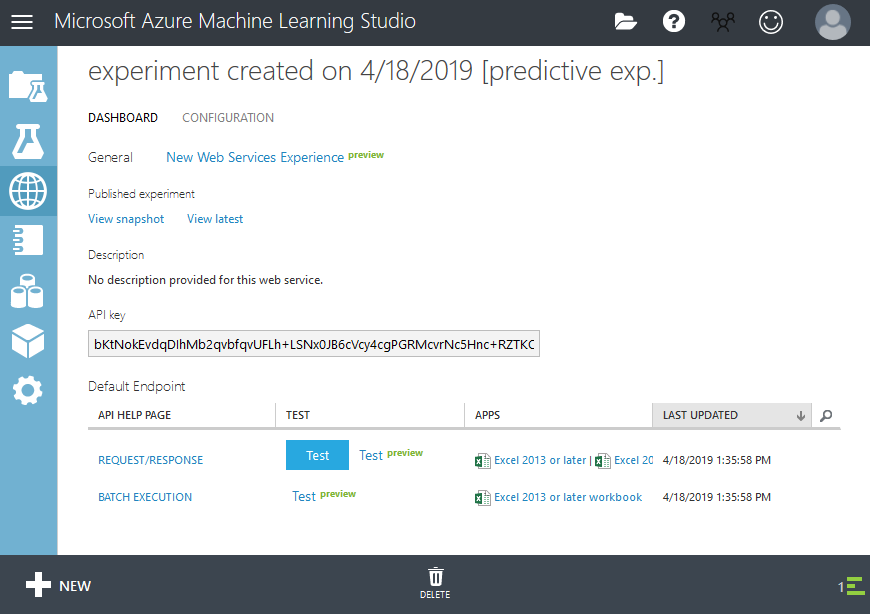 Microsoft Azure Machine Learning Studio
experiment created on 4/18/2019 [predictive exp.]
DASHBOARD CONFIGURATION
General New Web Services Experience preview
Published experiment
View snapshot View latest
Description
No description provided for this web service.
API key
bKtNokEvdqDIhMb2qvbfqvUFLh+LSNx0JB6cVcy4cgPGRMcvrNc5Hnc+RZTKC
Default Endpoint
API HELP PAGE TEST APPS LAST UPDATED
REQUEST/RESPONSE Test Test preview Excel 2013 or later | Excel 20 4/18/2019 1:35:58 PM
BATCH EXECUTION Test preview Excel 2013 or later workbook 4/18/2019 1:35:58 PM
NEW DELETE 1